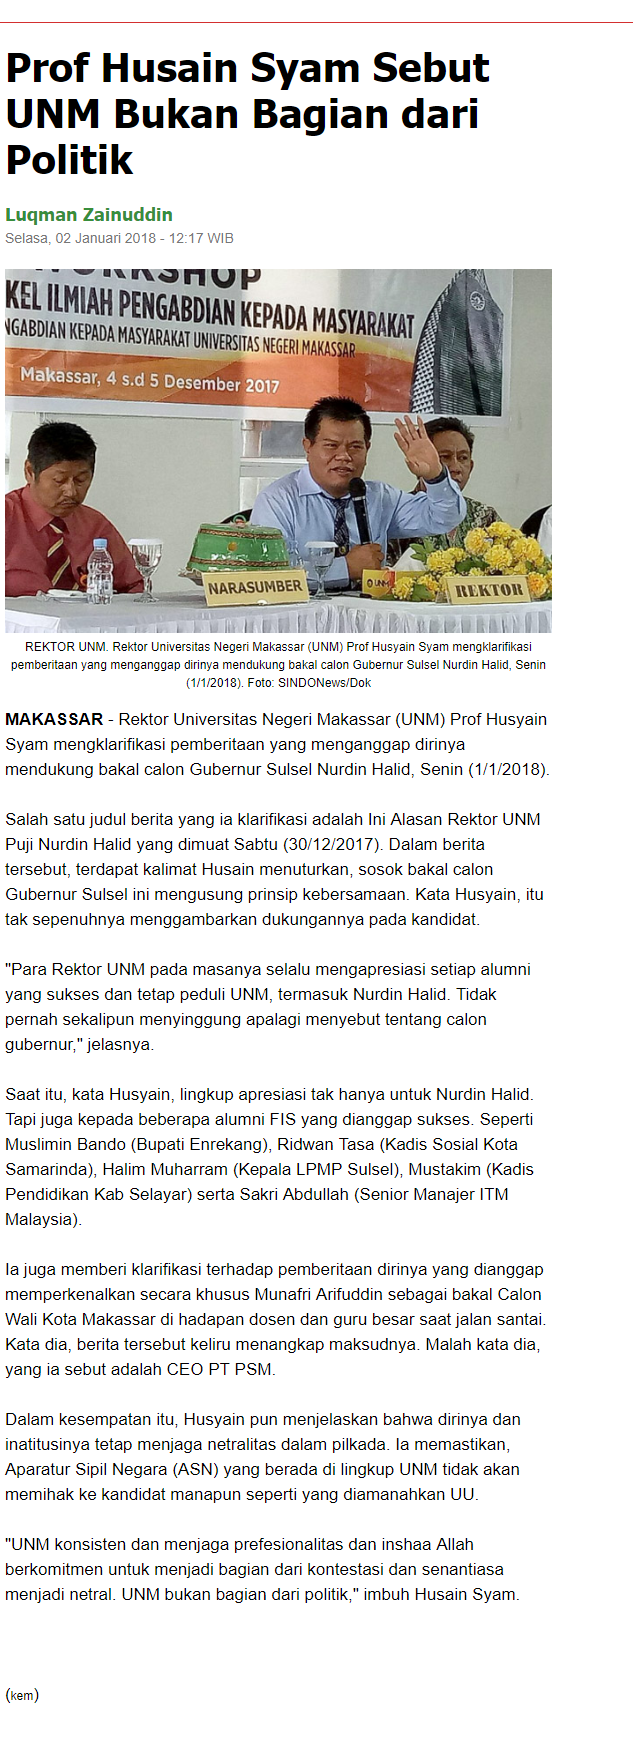 Prof Husain Syam Sebut
UNM Bukan Bagian dari
Politik
Luqman Zainuddin
Selasa, 02 Januari 2018 - 12:17 WIB
WORKSHOP
KEL ILMIAH PENGABDIAN KEPADA MASYARAKAT
NGABDIAN KEPADA MASYARAKAT UNIVERSITAS NEGERI MAKASSAR
Makassar, 4 s.d 5 Desember 2017
NARASUMBER
UNM
REKTOR
REKTOR UNM. Rektor Universitas Negeri Makassar (UNM) Prof Husyain Syam mengklarifikasi
pemberitaan yang menganggap dirinya mendukung bakal calon Gubernur Sulsel Nurdin Halid, Senin
(1/1/2018). Foto: SINDONews/Dok
MAKASSAR - Rektor Universitas Negeri Makassar (UNM) Prof Husyain
Syam mengklarifikasi pemberitaan yang menganggap dirinya
mendukung bakal calon Gubernur Sulsel Nurdin Halid, Senin (1/1/2018).
Salah satu judul berita yang ia klarifikasi adalah Ini Alasan Rektor UNM
Puji Nurdin Halid yang dimuat Sabtu (30/12/2017). Dalam berita
tersebut, terdapat kalimat Husain menuturkan, sosok bakal calon
Gubernur Sulsel ini mengusung prinsip kebersamaan. Kata Husyain, itu
tak sepenuhnya menggambarkan dukungannya pada kandidat.
"Para Rektor UNM pada masanya selalu mengapresiasi setiap alumni
yang sukses dan tetap peduli UNM, termasuk Nurdin Halid. Tidak
pernah sekalipun menyinggung apalagi menyebut tentang calon
gubernur," jelasnya.
Saat itu, kata Husyain, lingkup apresiasi tak hanya untuk Nurdin Halid.
Tapi juga kepada beberapa alumni FIS yang dianggap sukses. Seperti
Muslimin Bando (Bupati Enrekang), Ridwan Tasa (Kadis Sosial Kota
Samarinda), Halim Muharram (Kepala LPMP Sulsel), Mustakim (Kadis
Pendidikan Kab Selayar) serta Sakri Abdullah (Senior Manajer ITM
Malaysia).
Ia juga memberi klarifikasi terhadap pemberitaan dirinya yang dianggap
memperkenalkan secara khusus Munafri Arifuddin sebagai bakal Calon
Wali Kota Makassar di hadapan dosen dan guru besar saat jalan santai.
Kata dia, berita tersebut keliru menangkap maksudnya. Malah kata dia,
yang ia sebut adalah CEO PT PSM.
Dalam kesempatan itu, Husyain pun menjelaskan bahwa dirinya dan
inatitusinya tetap menjaga netralitas dalam pilkada. Ia memastikan,
Aparatur Sipil Negara (ASN) yang berada di lingkup UNM tidak akan
memihak ke kandidat manapun seperti yang diamanahkan UU.
"UNM konsisten dan menjaga prefesionalitas dan inshaa Allah
berkomitmen untuk menjadi bagian dari kontestasi dan senantiasa
menjadi netral. UNM bukan bagian dari politik," imbuh Husain Syam.
(kem)